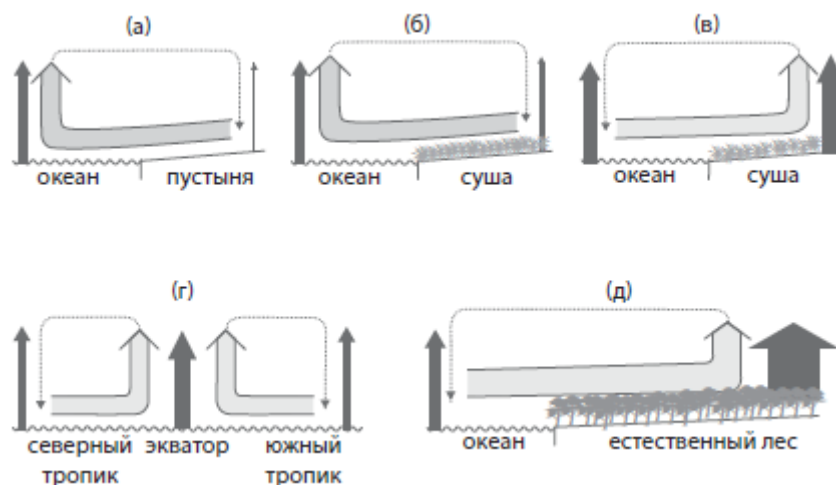 (а)
(б)
(в)
океан пустыня
океан суша
океан суша
(г)
(д)
северный экватор южный
тропик тропик
океан естественный лес